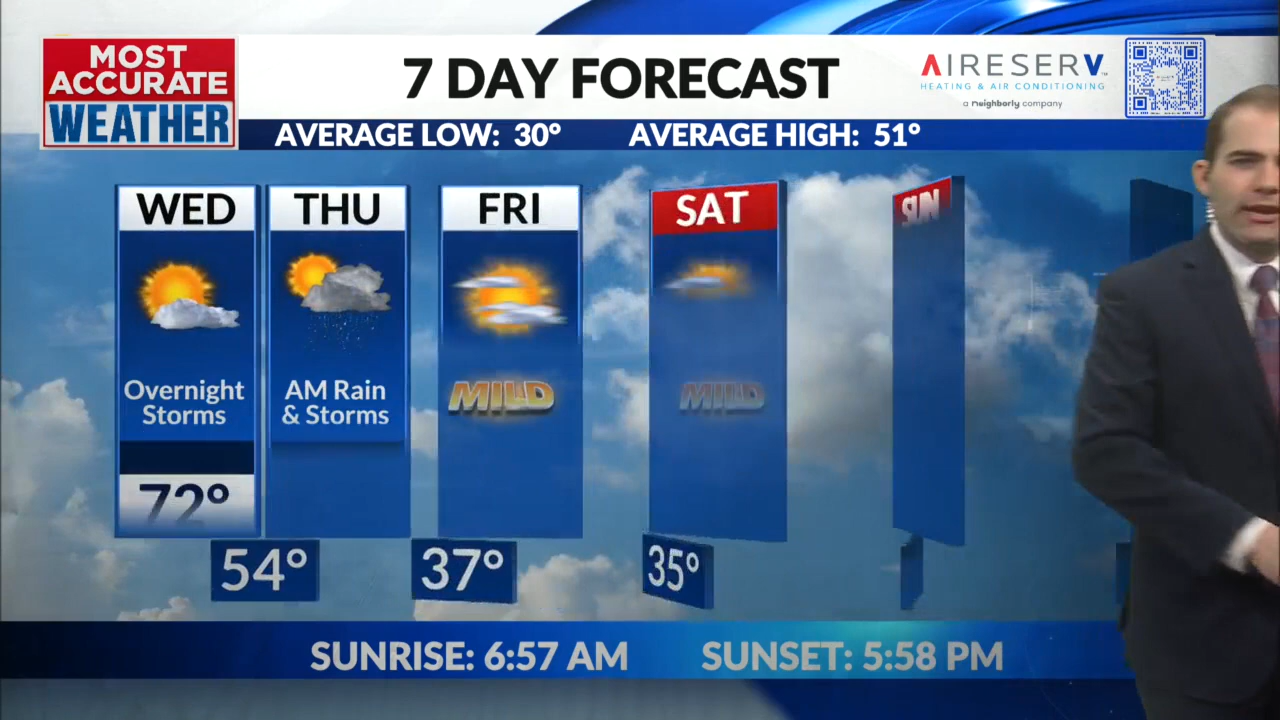 MOST
ACCURATE
WEATHER
7 DAY FORECAST
AIRESERV
HEATING & AIR CONDITIONING
a neighborly company
AVERAGE LOW: 30° AVERAGE HIGH: 51°
WED THU FRI SAT SUN
Overnight
Storms
AM Rain
& Storms
MILD MILD
72°
54° 37° 35°
SUNRISE: 6:57 AM SUNSET: 5:58 PM